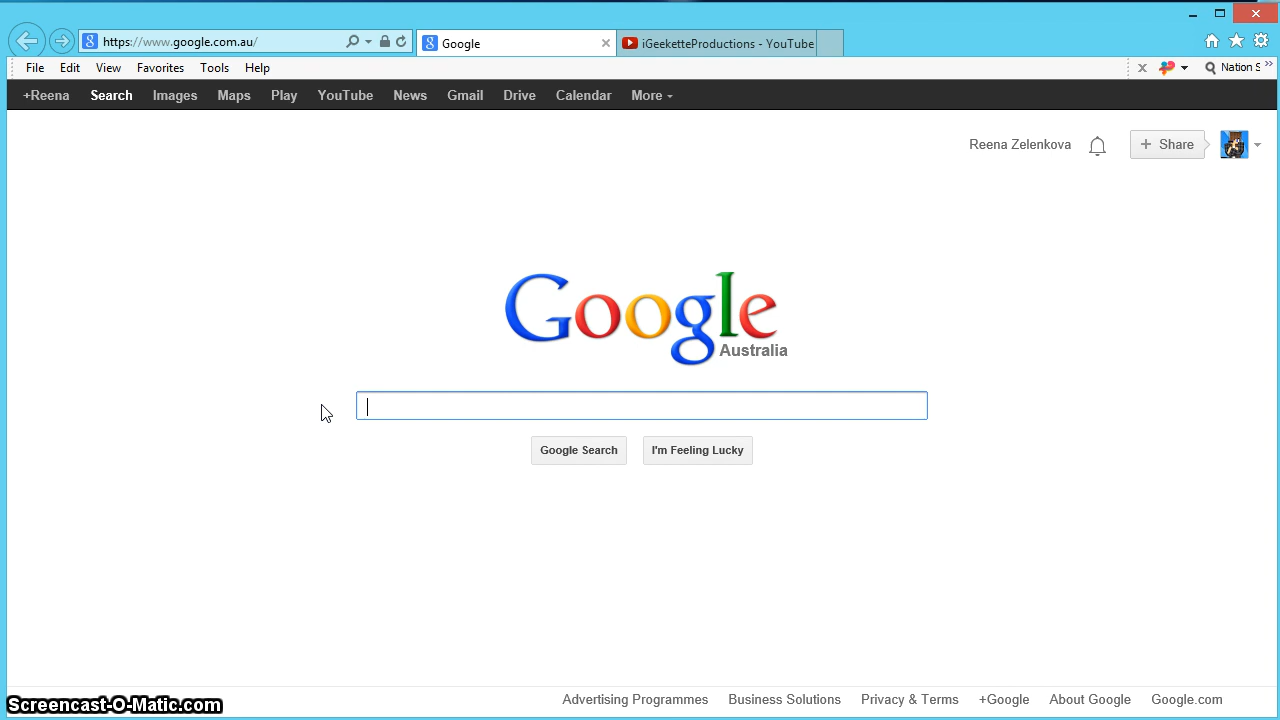 https://www.google.com.au/
Google
iGeeketteProductions - YouTube
File Edit View Favorites Tools Help
Nation S
+Reena Search Images Maps Play YouTube News Gmail Drive Calendar More
Reena Zelenkova
+ Share
Google
Australia
Google Search
I'm Feeling Lucky
Advertising Programmes Business Solutions Privacy & Terms +Google About Google Google.com
Screencast-O-Matic.com